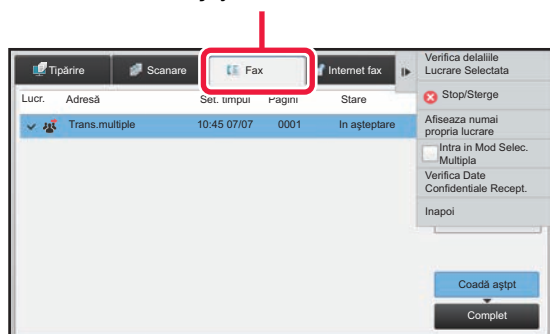 Tipărire
Scanare
Fax
Internet fax
Lucr.
Adresă
Set. timpul
Pagini
Stare
Trans.multiple
10:45 07/07
0001
In așteptare
Verifica delaliile
Lucrare Selectata
Stop/Sterge
Afiseaza numai
propria lucrare
Intra in Mod Selec.
Multipla
Verifica Date
Confidentiale Recept.
Inapoi
Coadă aștpt
Complet